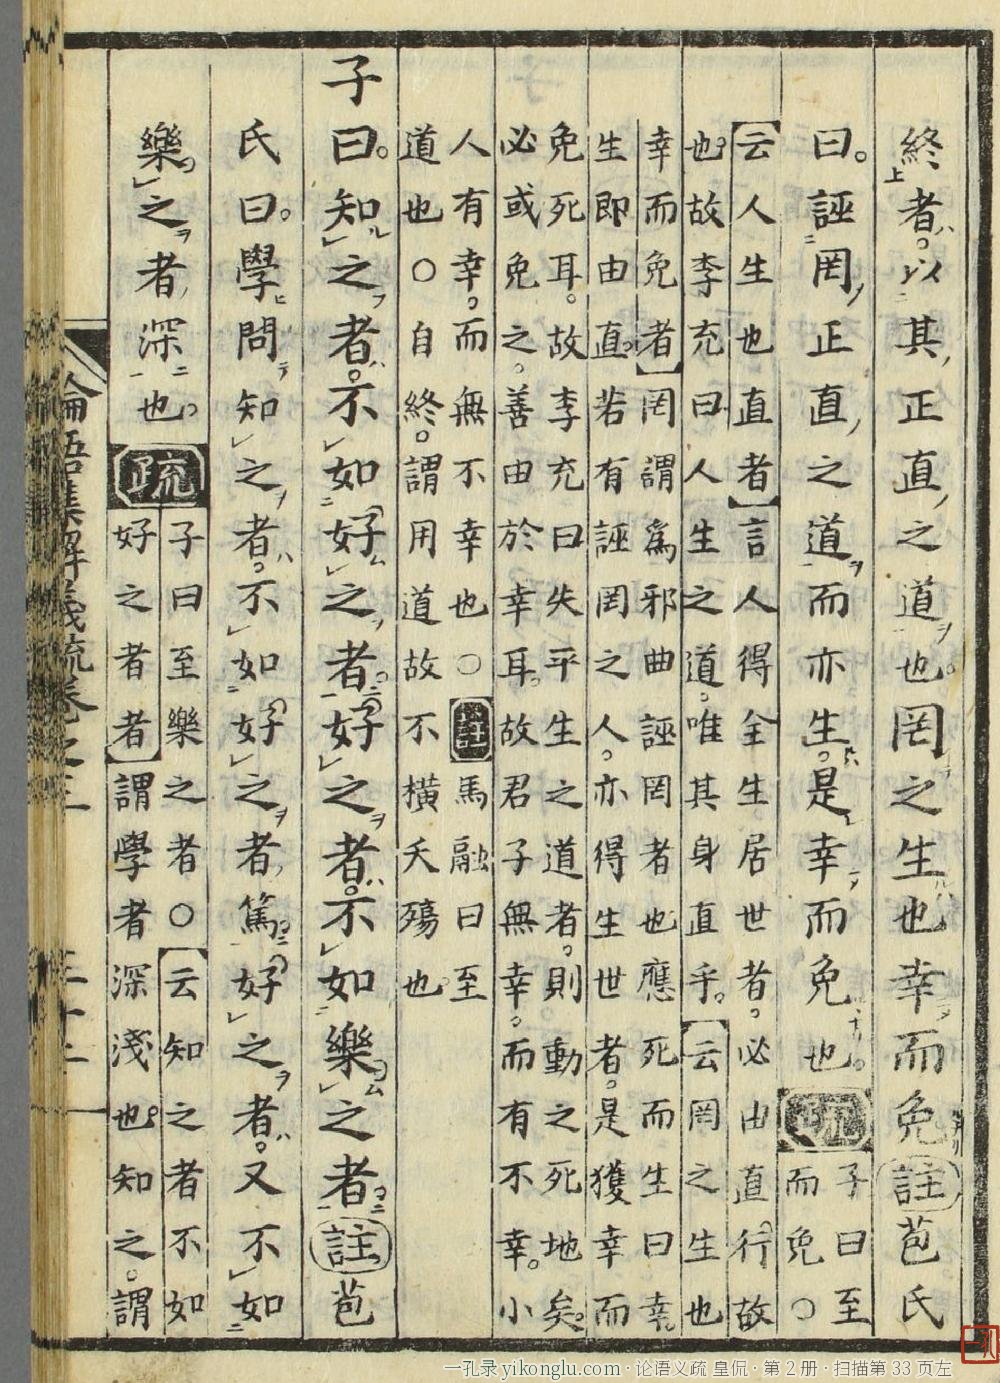 終者以其正直之道也罔之生也幸而免註苞氏
曰誣罔正直之道而亦生是幸而免也疏子曰至
而免○
云人生也直者言人得全生居世者必由直行故
也故李充曰人生之道唯其身直乎云罔之生也
幸而免者罔謂爲邪曲誣罔者也應死而生曰幸
生即由直若有誣罔之人亦得生世者是獲幸而
免死耳故李充曰失平生之道者則動之死地矣
必或免之善由於幸耳故君子無幸而有不幸小
人有幸而無不幸也○註馬融曰至
道也○自終謂用道故不橫夭殤也
子曰知之者不如好之者好之者不如樂之者註苞
氏曰學問知之者不如好之者篤好之者又不如
樂之者深也疏
子曰至樂之者○云知之者不如
好之者者謂學者深淺也知之謂
論語集解義疏卷之三
三十三
一孔录 yikonglu.com · 论语义疏 皇侃 · 第 2 册 · 扫描第 33 页左